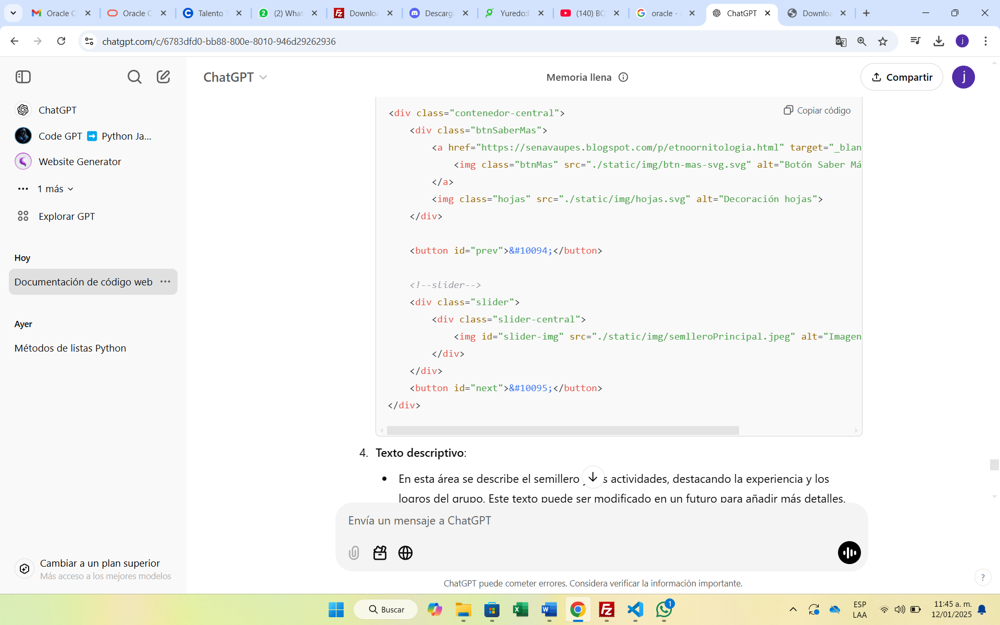 Oracle C
Oracle C
Talento T
(2) What
Downloa
Descarga
Yuredo:E
(140) BO
oracle -
ChatGPT
Downloa
chatgpt.com/c/6783dfd0-bb88-800e-8010-946d29262936
j
ChatGPT
Memoria llena
Compartir
j
ChatGPT
Code GPT ➡ Python Ja...
Website Generator
1 más
Explorar GPT
Hoy
Documentación de código web
Ayer
Métodos de listas Python
Cambiar a un plan superior
Más acceso a los mejores modelos
Copiar código
<div class="contenedor-central">
<div class="btnSaberMas">
<a href="https://senavaupes.blogspot.com/p/etnoornitologia.html" target="_blan
<img class="btnMas" src="./static/img/btn-mas-svg.svg" alt="Botón Saber Má
</a>
<img class="hojas" src="./static/img/hojas.svg" alt="Decoración hojas">
</div>
<button id="prev">&#10094;</button>
<!--slider-->
<div class="slider">
<div class="slider-central">
<img id="slider-img" src="./static/img/semlleroPrincipal.jpeg" alt="Imagen
</div>
</div>
<button id="next">&#10095;</button>
</div>
4. Texto descriptivo:
• En esta área se describe el semillero actividades, destacando la experiencia y los
logros del grupo. Este texto puede ser modificado en un futuro para añadir más detalles.
Envía un mensaje a ChatGPT
ChatGPT puede cometer errores. Considera verificar la información importante.
?
Buscar
1
ESP
LAA
11:45 a. m.
12/01/2025